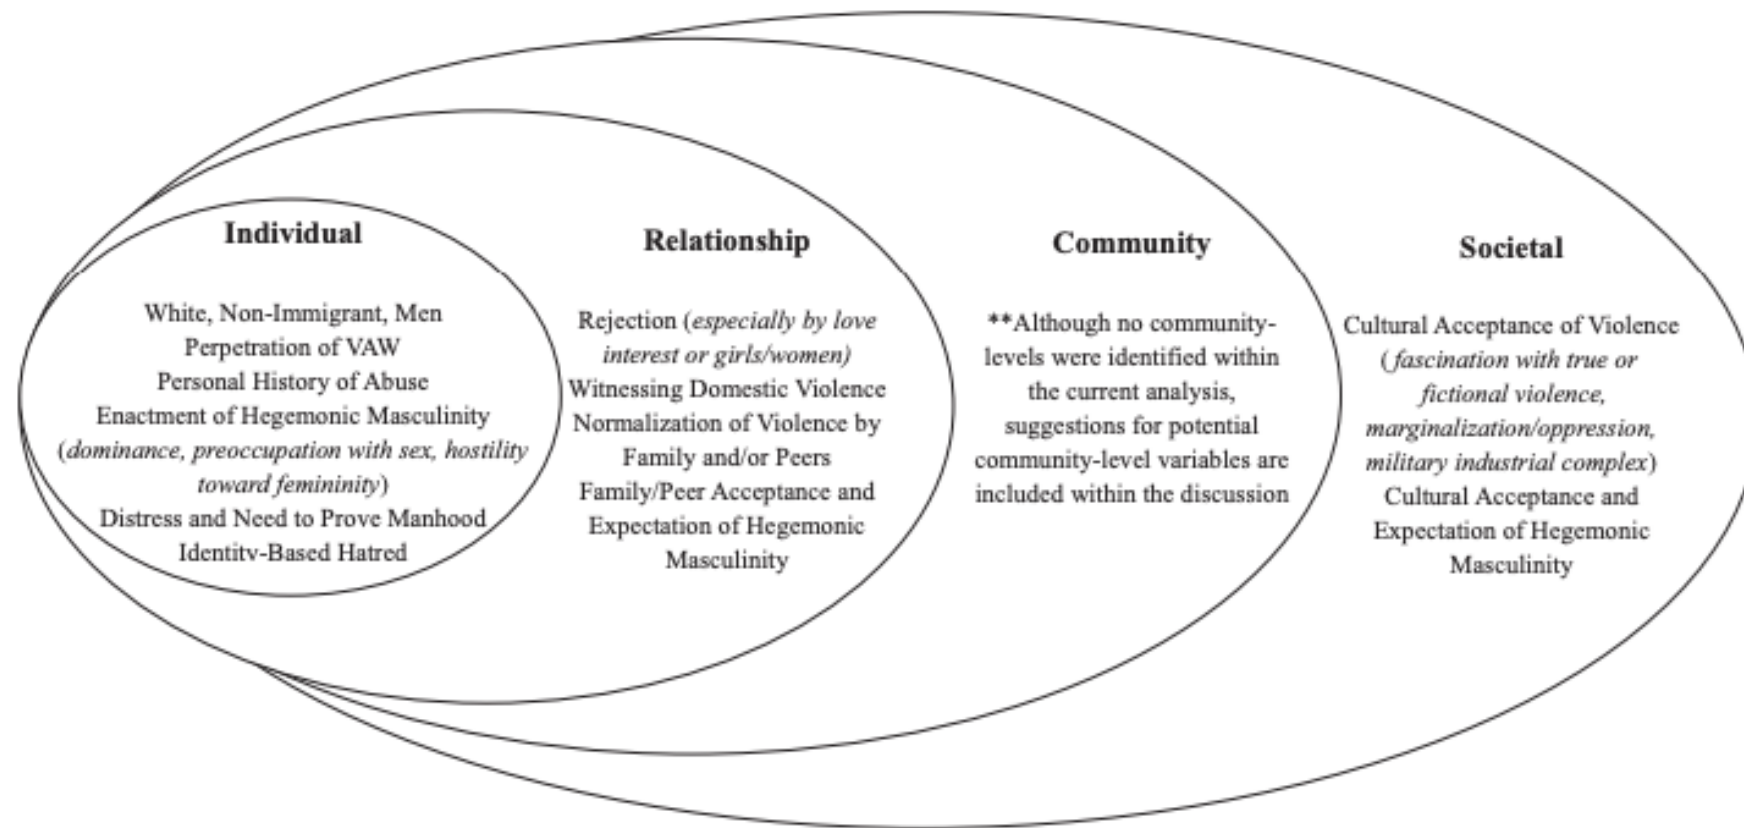 Individual
White, Non-Immigrant, Men
Perpetration of VAW
Personal History of Abuse
Enactment of Hegemonic Masculinity
(dominance, preoccupation with sex, hostility
toward femininity)
Distress and Need to Prove Manhood
Identity-Based Hatred
Relationship
Rejection (especially by love
interest or girls/women)
Witnessing Domestic Violence
Normalization of Violence by
Family and/or Peers
Family/Peer Acceptance and
Expectation of Hegemonic
Masculinity
Community
**Although no community-
levels were identified within
the current analysis,
suggestions for potential
community-level variables are
included within the discussion
Societal
Cultural Acceptance of Violence
(fascination with true or
fictional violence,
marginalization/oppression,
military industrial complex)
Cultural Acceptance and
Expectation of Hegemonic
Masculinity